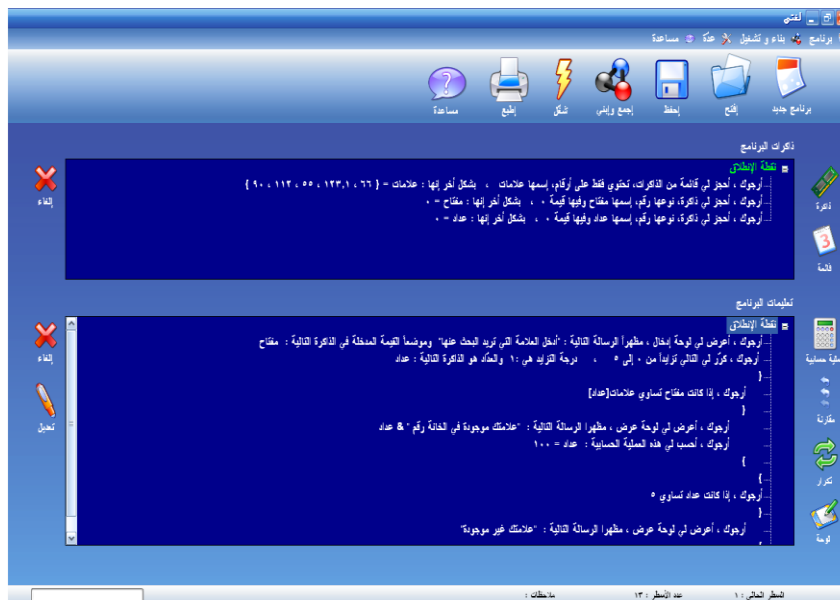 لغتي
برنامج بناء و تشغيل عدّة مساعدة
برنامج جديد إفتح إحفظ إجمع وإبني شغّل إطبع مساعدة
ذاكرات البرنامج
نقطة الإنطلاق
أرجوك ، أحجز لي قائمة من الذاكرات، تحتوي فقط على أرقام، إسمها علامات ، بشكل أخر إنها : علامات = { ٦٦ ، ١٢٣,١ ، ٥٥ ، ١١٢ ، ٩٠ }
أرجوك ، أحجز لي ذاكرة، نوعها رقم، إسمها مفتاح وفيها قيمة ٠ ، بشكل أخر إنها : مفتاح = ٠
أرجوك ، أحجز لي ذاكرة، نوعها رقم، إسمها عداد وفيها قيمة ٠ ، بشكل أخر إنها : عداد = ٠
ذاكرة
قائمة
إلغاء
تعليمات البرنامج
نقطة الإنطلاق
أرجوك ، أعرض لي لوحة إدخال ، مظهراً الرسالة التالية : "أدخل العلامة التي تريد البحث عنها" وموضعاً القيمة المدخلة في الذاكرة التالية : مفتاح
أرجوك ، كرّر لي التالي تزايداً من ٠ إلى ٥ ، درجة التزايد هي :١ والعدّاد هو الذاكرة التالية : عداد
{
أرجوك ، إذا كانت مفتاح تساوي علامات[عداد]
{
أرجوك ، أعرض لي لوحة عرض ، مظهرا الرسالة التالية : "علامتك موجودة في الخانة رقم " & عداد
أرجوك ، أحسب لي هذه العملية الحسابية : عداد = ١٠٠
}
}
أرجوك ، إذا كانت عداد تساوي ٥
{
أرجوك ، أعرض لي لوحة عرض ، مظهرا الرسالة التالية : "علامتك غير موجودة"
عملية حسابية
مقارنة
تكرار
لوحة
إلغاء
تعديل
السطر الحالي : ١ عدد الأسطر : ١٣ ملاحظات :